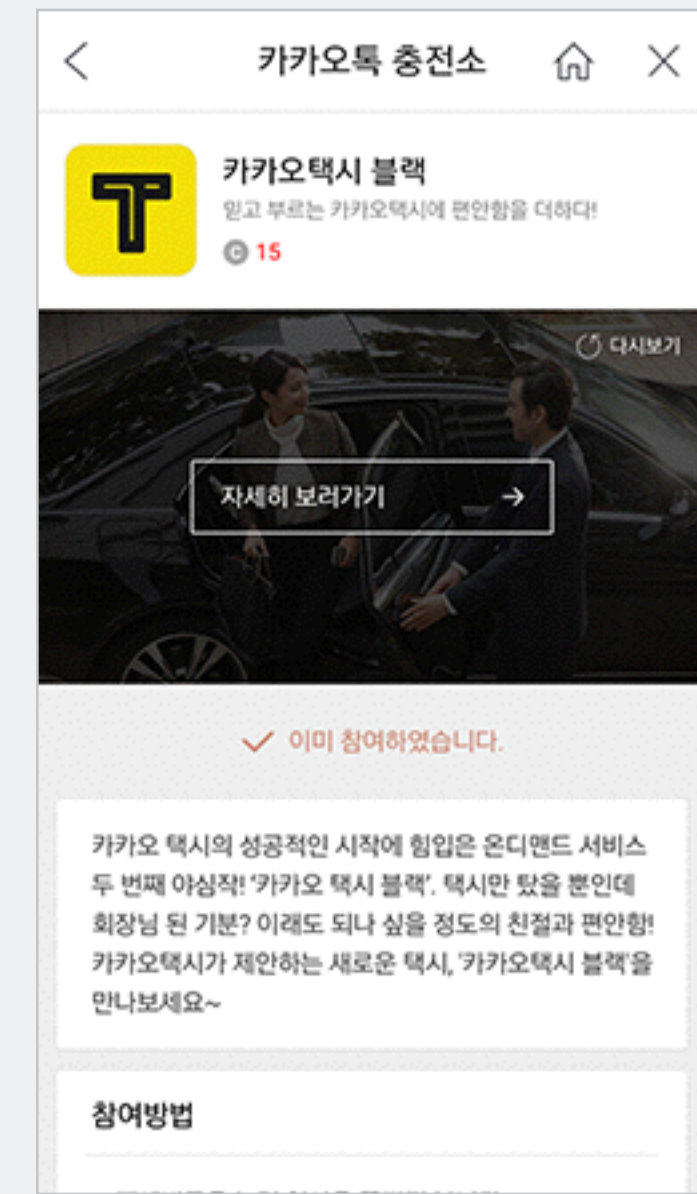 카카오톡 충전소
카카오택시 블랙
믿고 부르는 카카오택시에 편안함을 더하다!
C 15
다시보기
자세히 보러가기
이미 참여하였습니다.
카카오 택시의 성공적인 시작에 힘입은 온디맨드 서비스
두 번째 야심작! '카카오 택시 블랙'. 택시만 탔을 뿐인데
회장님 된 기분? 이래도 되나 싶을 정도의 친절과 편안함!
카카오택시가 제안하는 새로운 택시, '카카오택시 블랙'을
만나보세요~
참여방법